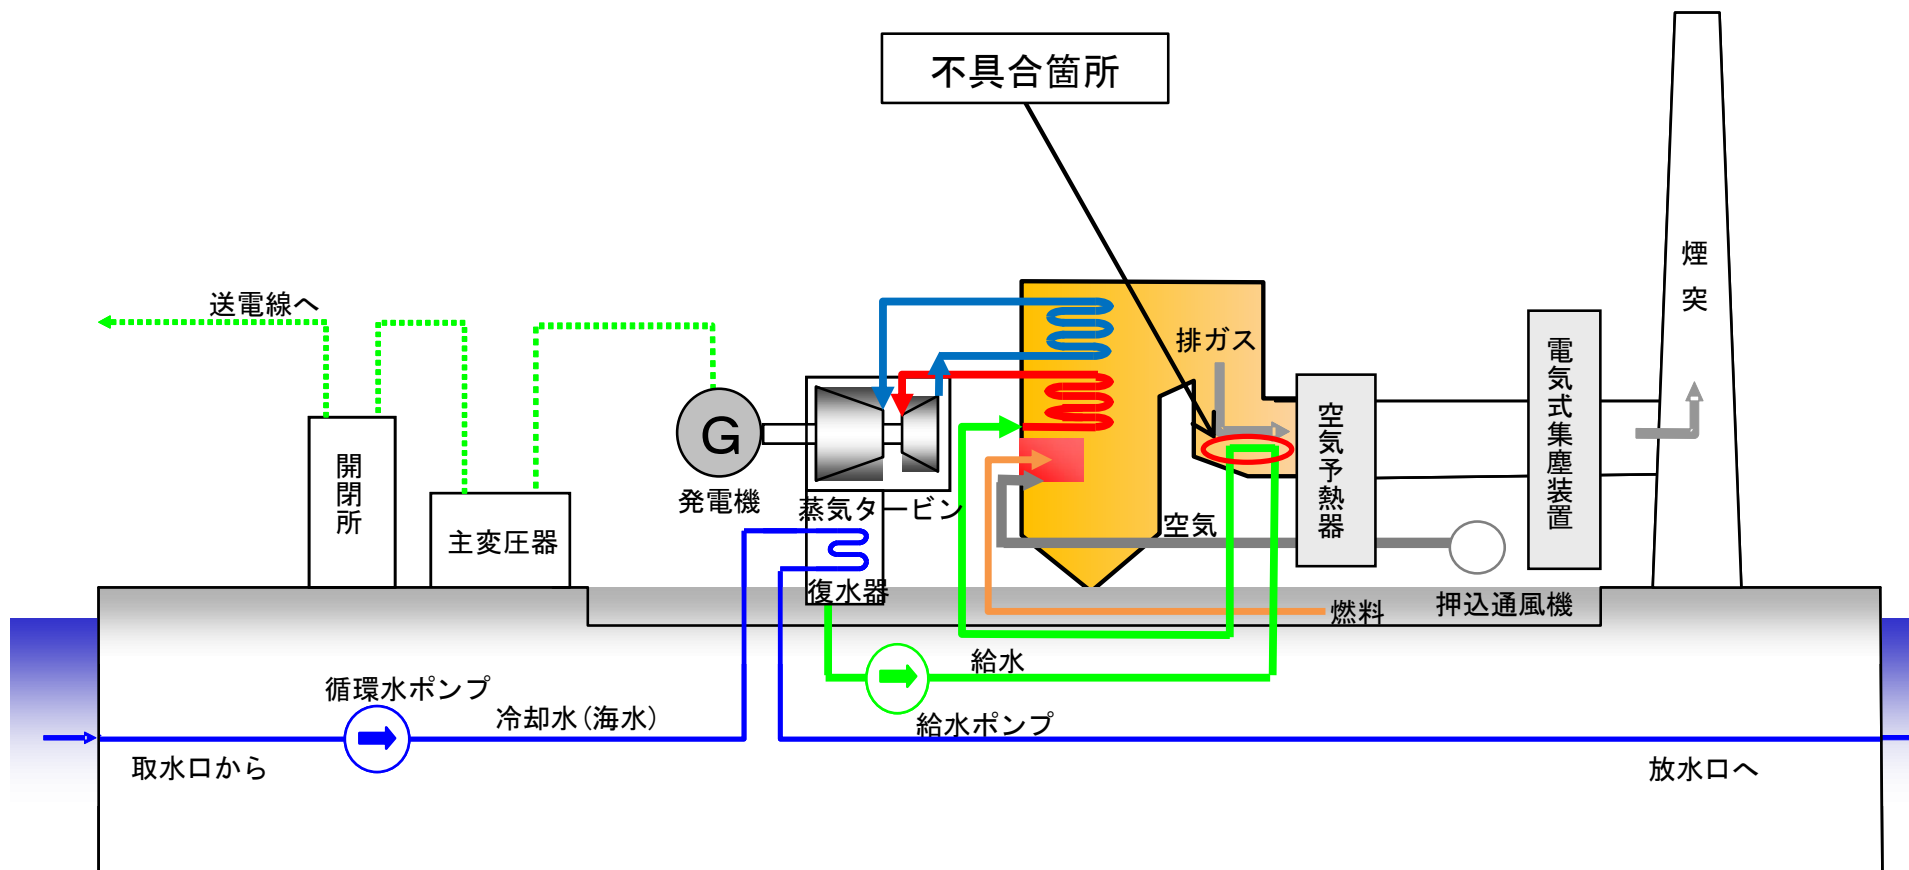 不具合箇所
煙突
送電線へ
排ガス
電気式集塵装置
空気予熱器
G
開閉所
発電機
蒸気タービン
空気
主変圧器
復水器
燃料
押込通風機
給水
循環水ポンプ
冷却水(海水)
給水ポンプ
取水口から
放水口へ